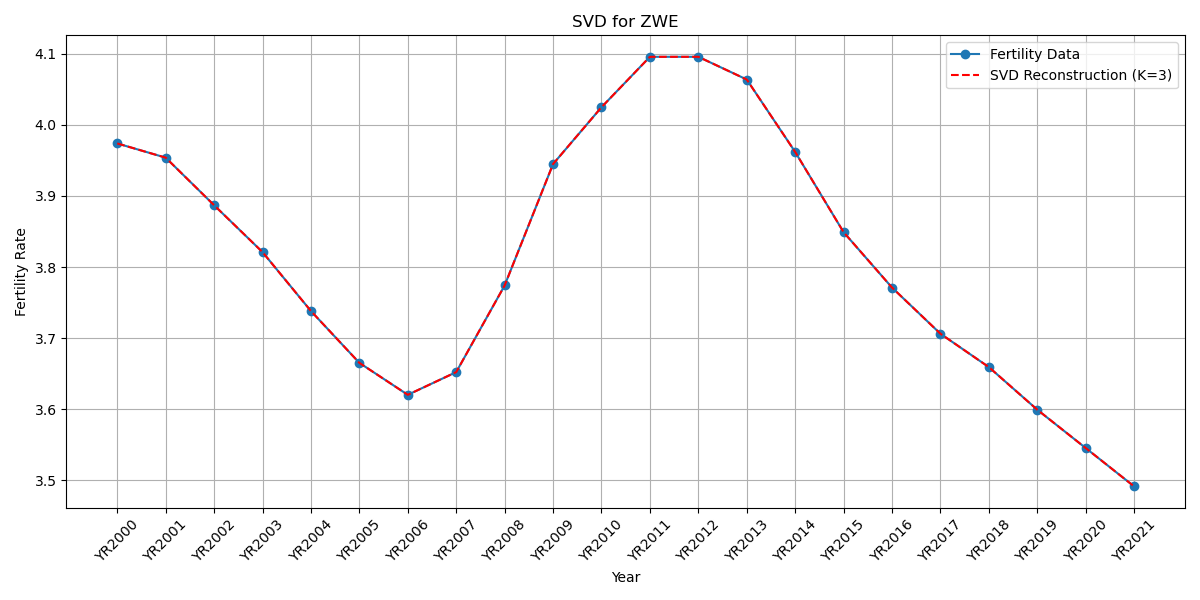 SVD for ZWE
Fertility Data
SVD Reconstruction (K=3)
Fertility Rate
4.1
4.0
3.9
3.8
3.7
3.6
3.5
YR2000
YR2001
YR2002
YR2003
YR2004
YR2005
YR2006
YR2007
YR2008
YR2009
YR2010
YR2011
YR2012
YR2013
YR2014
YR2015
YR2016
YR2017
YR2018
YR2019
YR2020
YR2021
Year